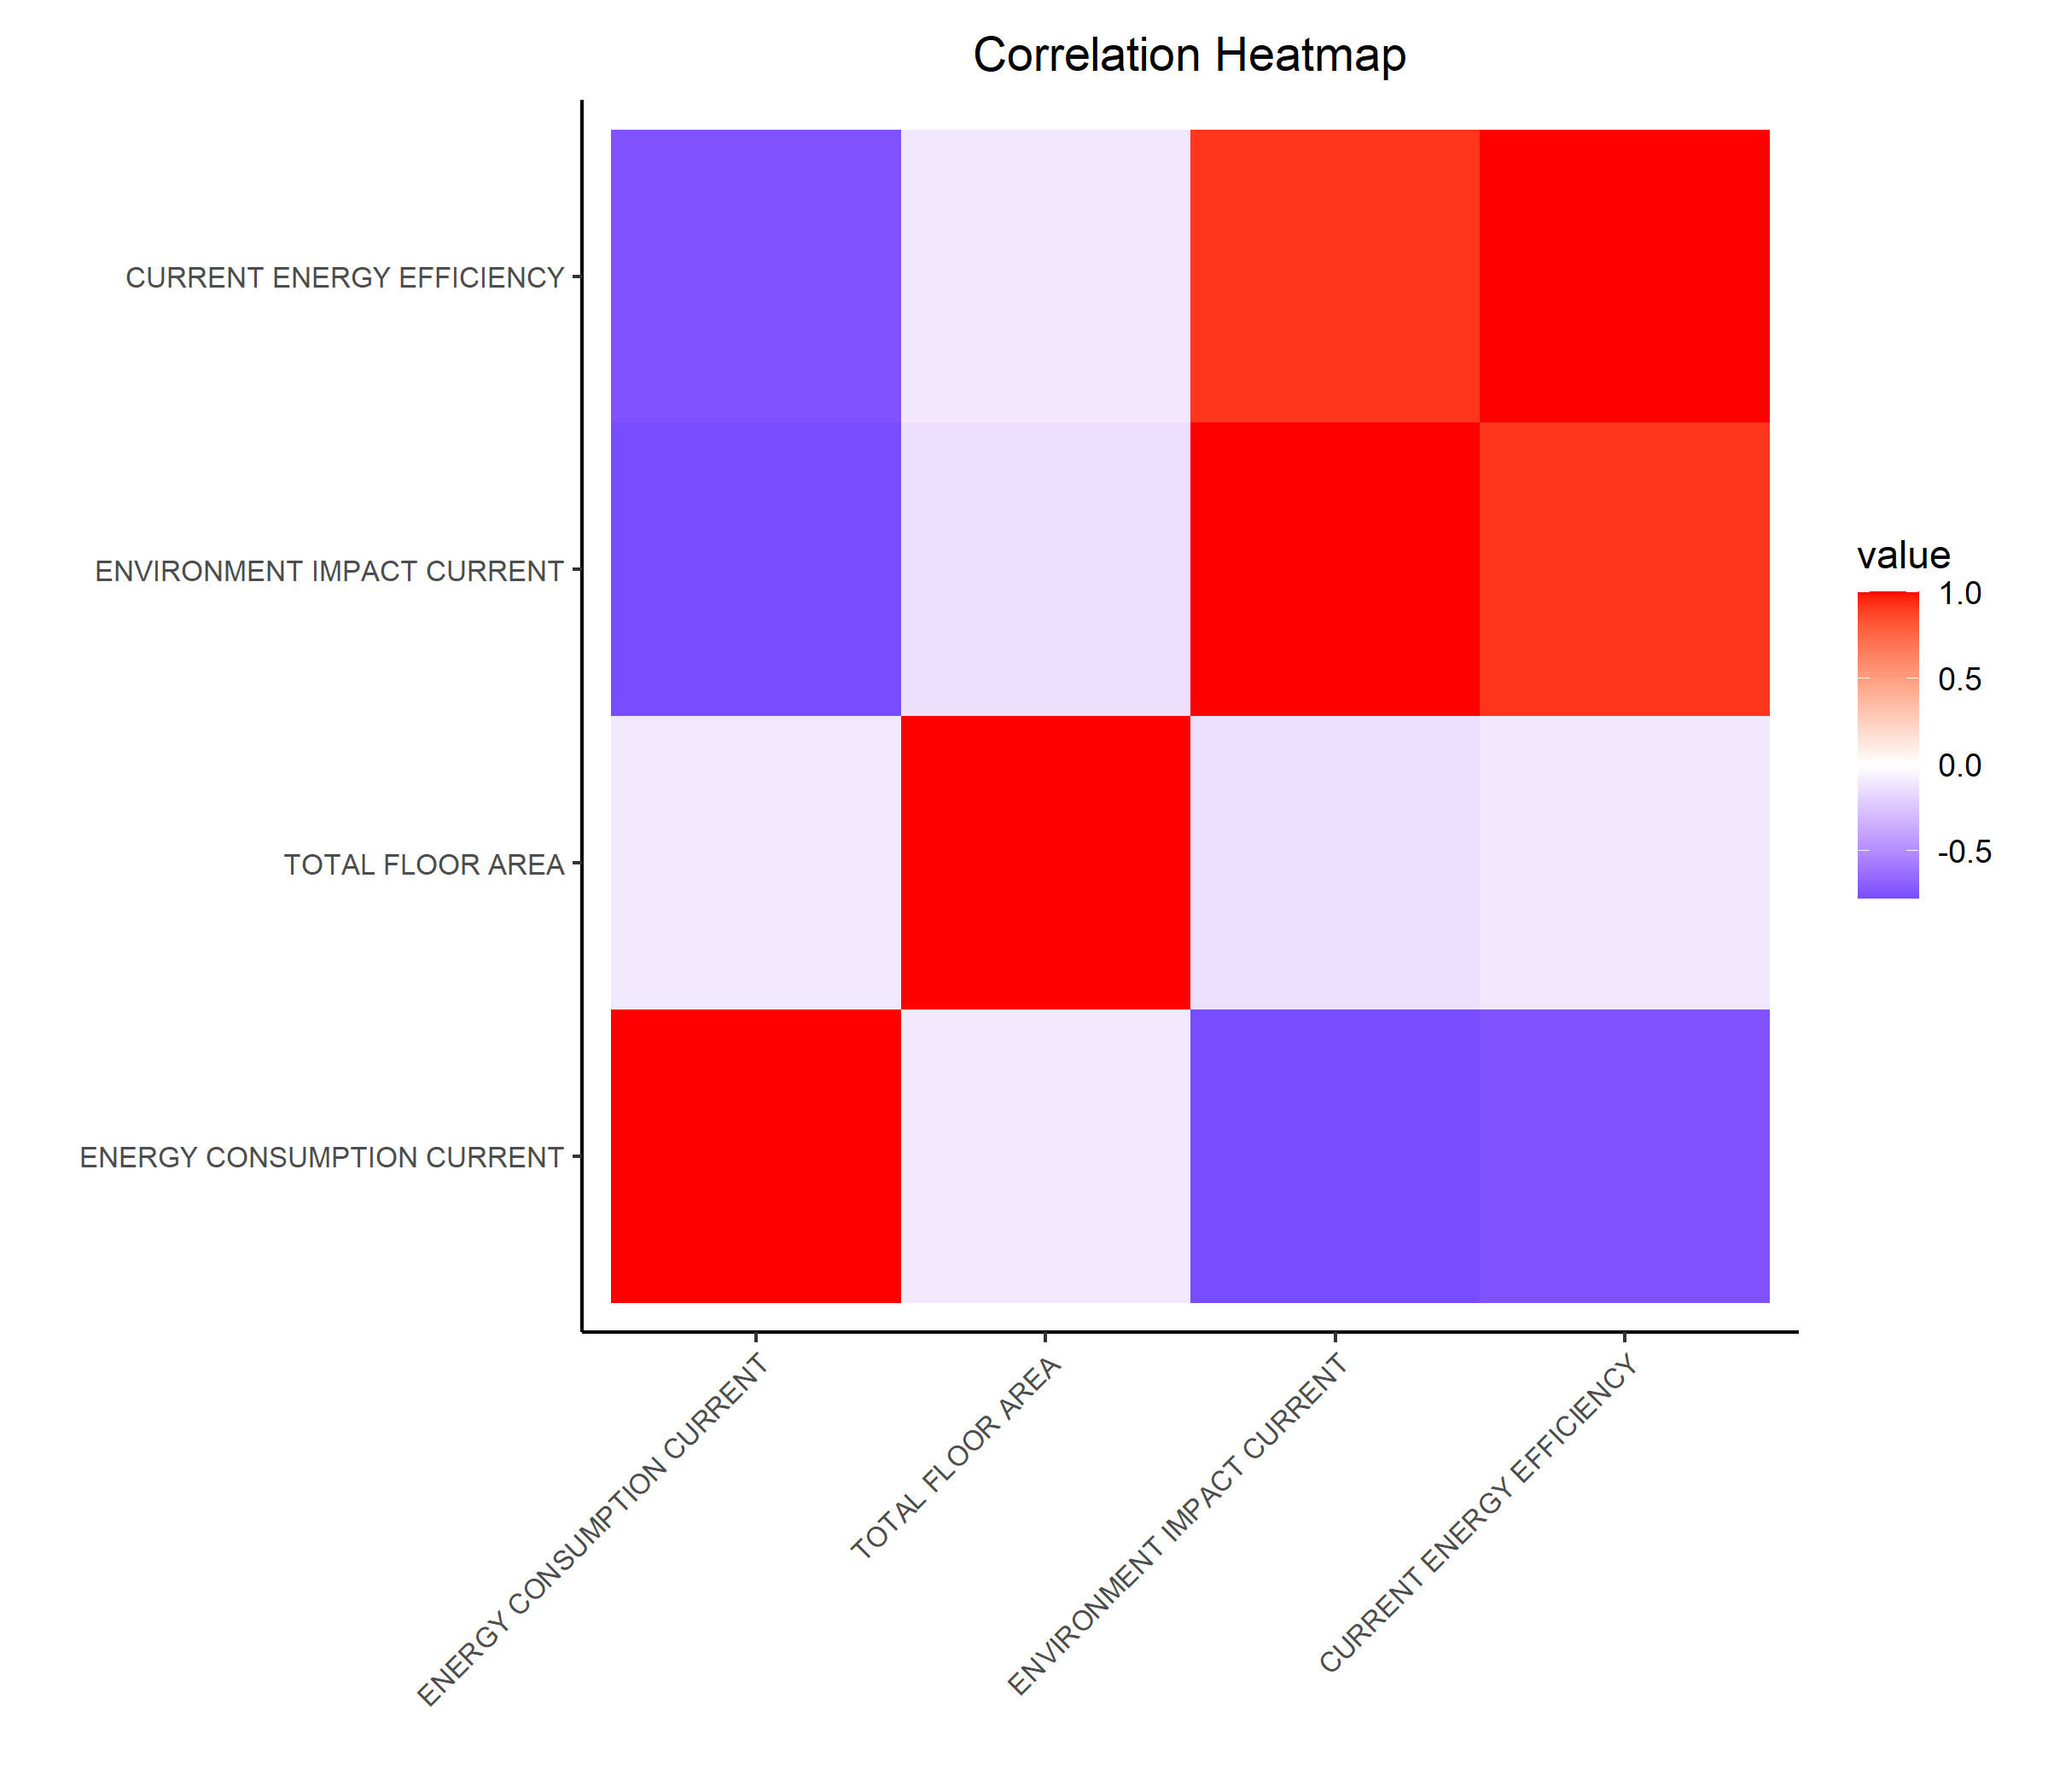 Correlation Heatmap
CURRENT ENERGY EFFICIENCY
ENVIRONMENT IMPACT CURRENT
TOTAL FLOOR AREA
ENERGY CONSUMPTION CURRENT
ENERGY CONSUMPTION CURRENT
TOTAL FLOOR AREA
ENVIRONMENT IMPACT CURRENT
CURRENT ENERGY EFFICIENCY
value
1.0
0.5
0.0
-0.5